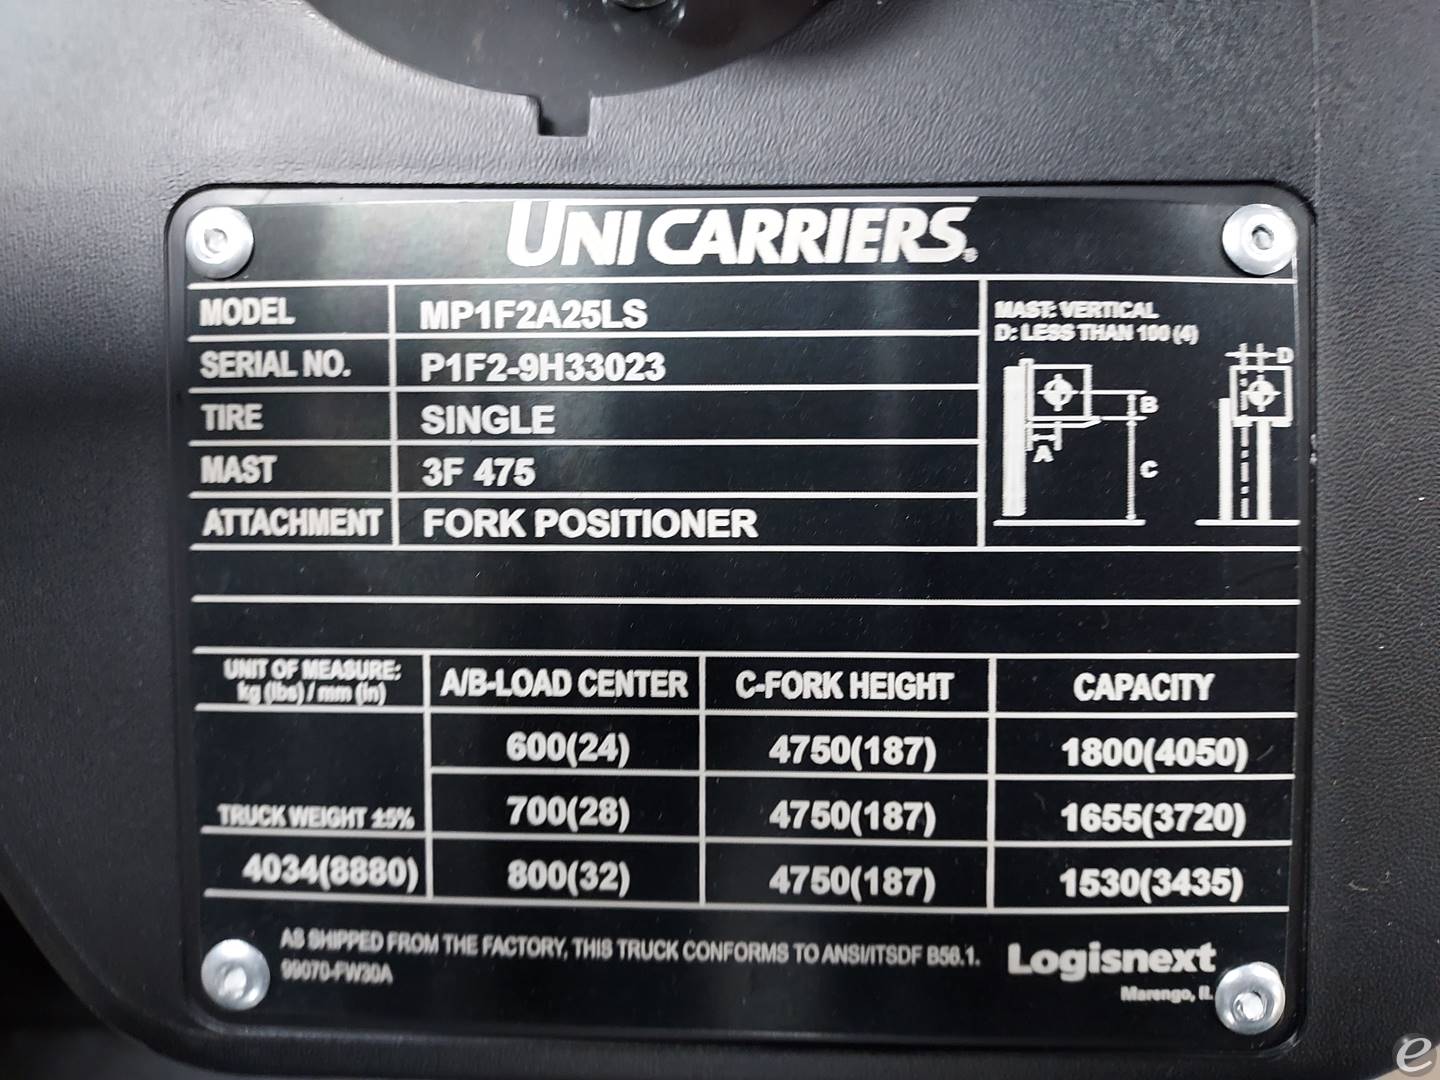 UNICARRIERS®
MODEL MP1F2A25LS
SERIAL NO. P1F2-9H33023
TIRE SINGLE
MAST 3F 475
ATTACHMENT FORK POSITIONER
MAST: VERTICAL
D: LESS THAN 100 (4)
D
B
A
C
UNIT OF MEASURE:
kg (lbs) / mm (in)
A/B-LOAD CENTER C-FORK HEIGHT CAPACITY
600(24) 4750(187) 1800(4050)
TRUCK WEIGHT ±5% 700(28) 4750(187) 1655(3720)
4034(8880) 800(32) 4750(187) 1530(3435)
AS SHIPPED FROM THE FACTORY, THIS TRUCK CONFORMS TO ANSI/ITSDF B56.1.
99070-FW30A
Logisnext
Marengo, IL
e